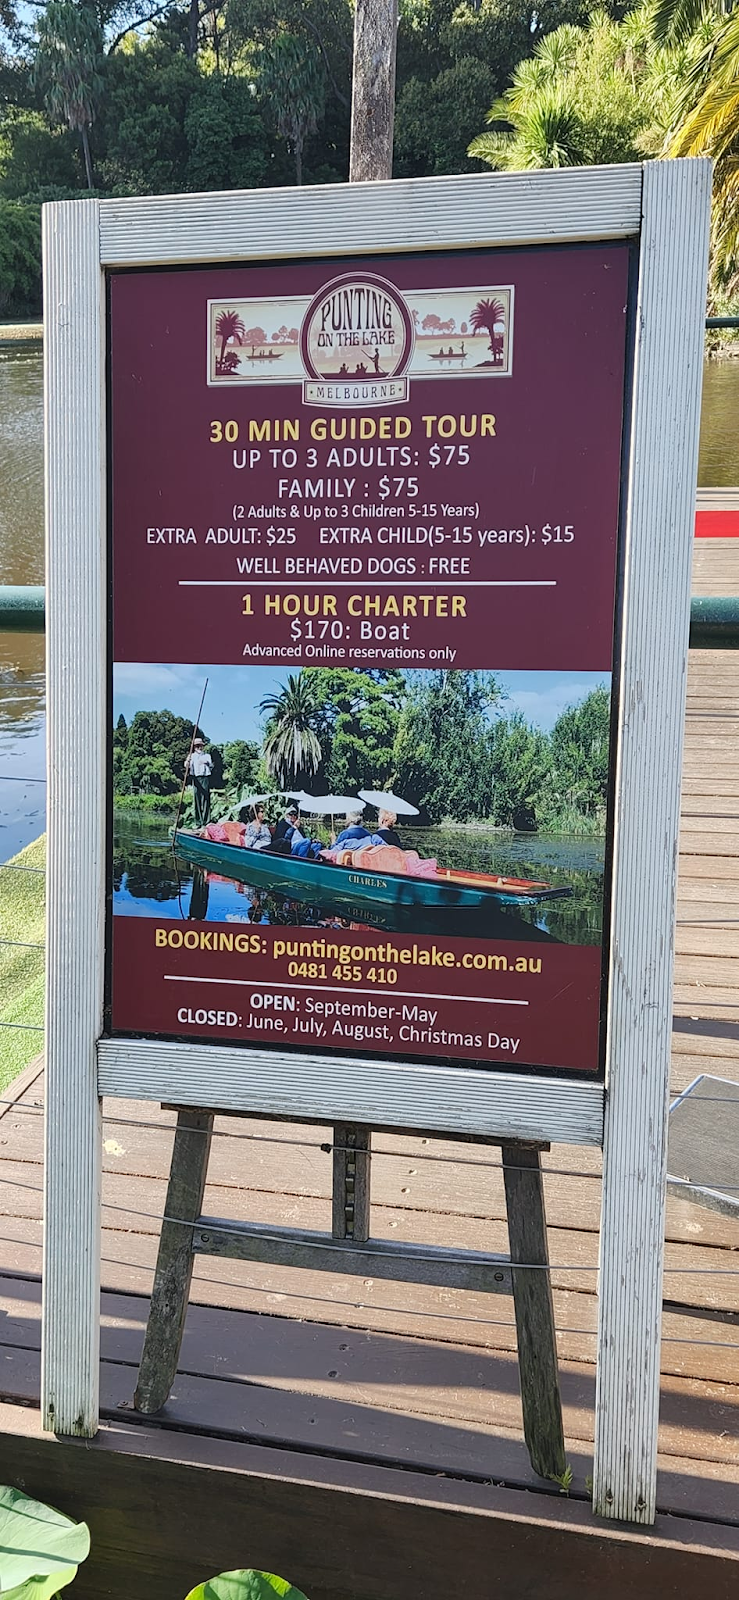 PUNTING
ON THE LAKE
MELBOURNE
30 MIN GUIDED TOUR
UP TO 3 ADULTS: $75
FAMILY : $75
(2 Adults & Up to 3 Children 5-15 Years)
EXTRA ADULT: $25 EXTRA CHILD(5-15 years): $15
WELL BEHAVED DOGS : FREE
1 HOUR CHARTER
$170: Boat
Advanced Online reservations only
CHARLES
BOOKINGS: puntingonthelake.com.au
0481 455 410
OPEN: September-May
CLOSED: June, July, August, Christmas Day